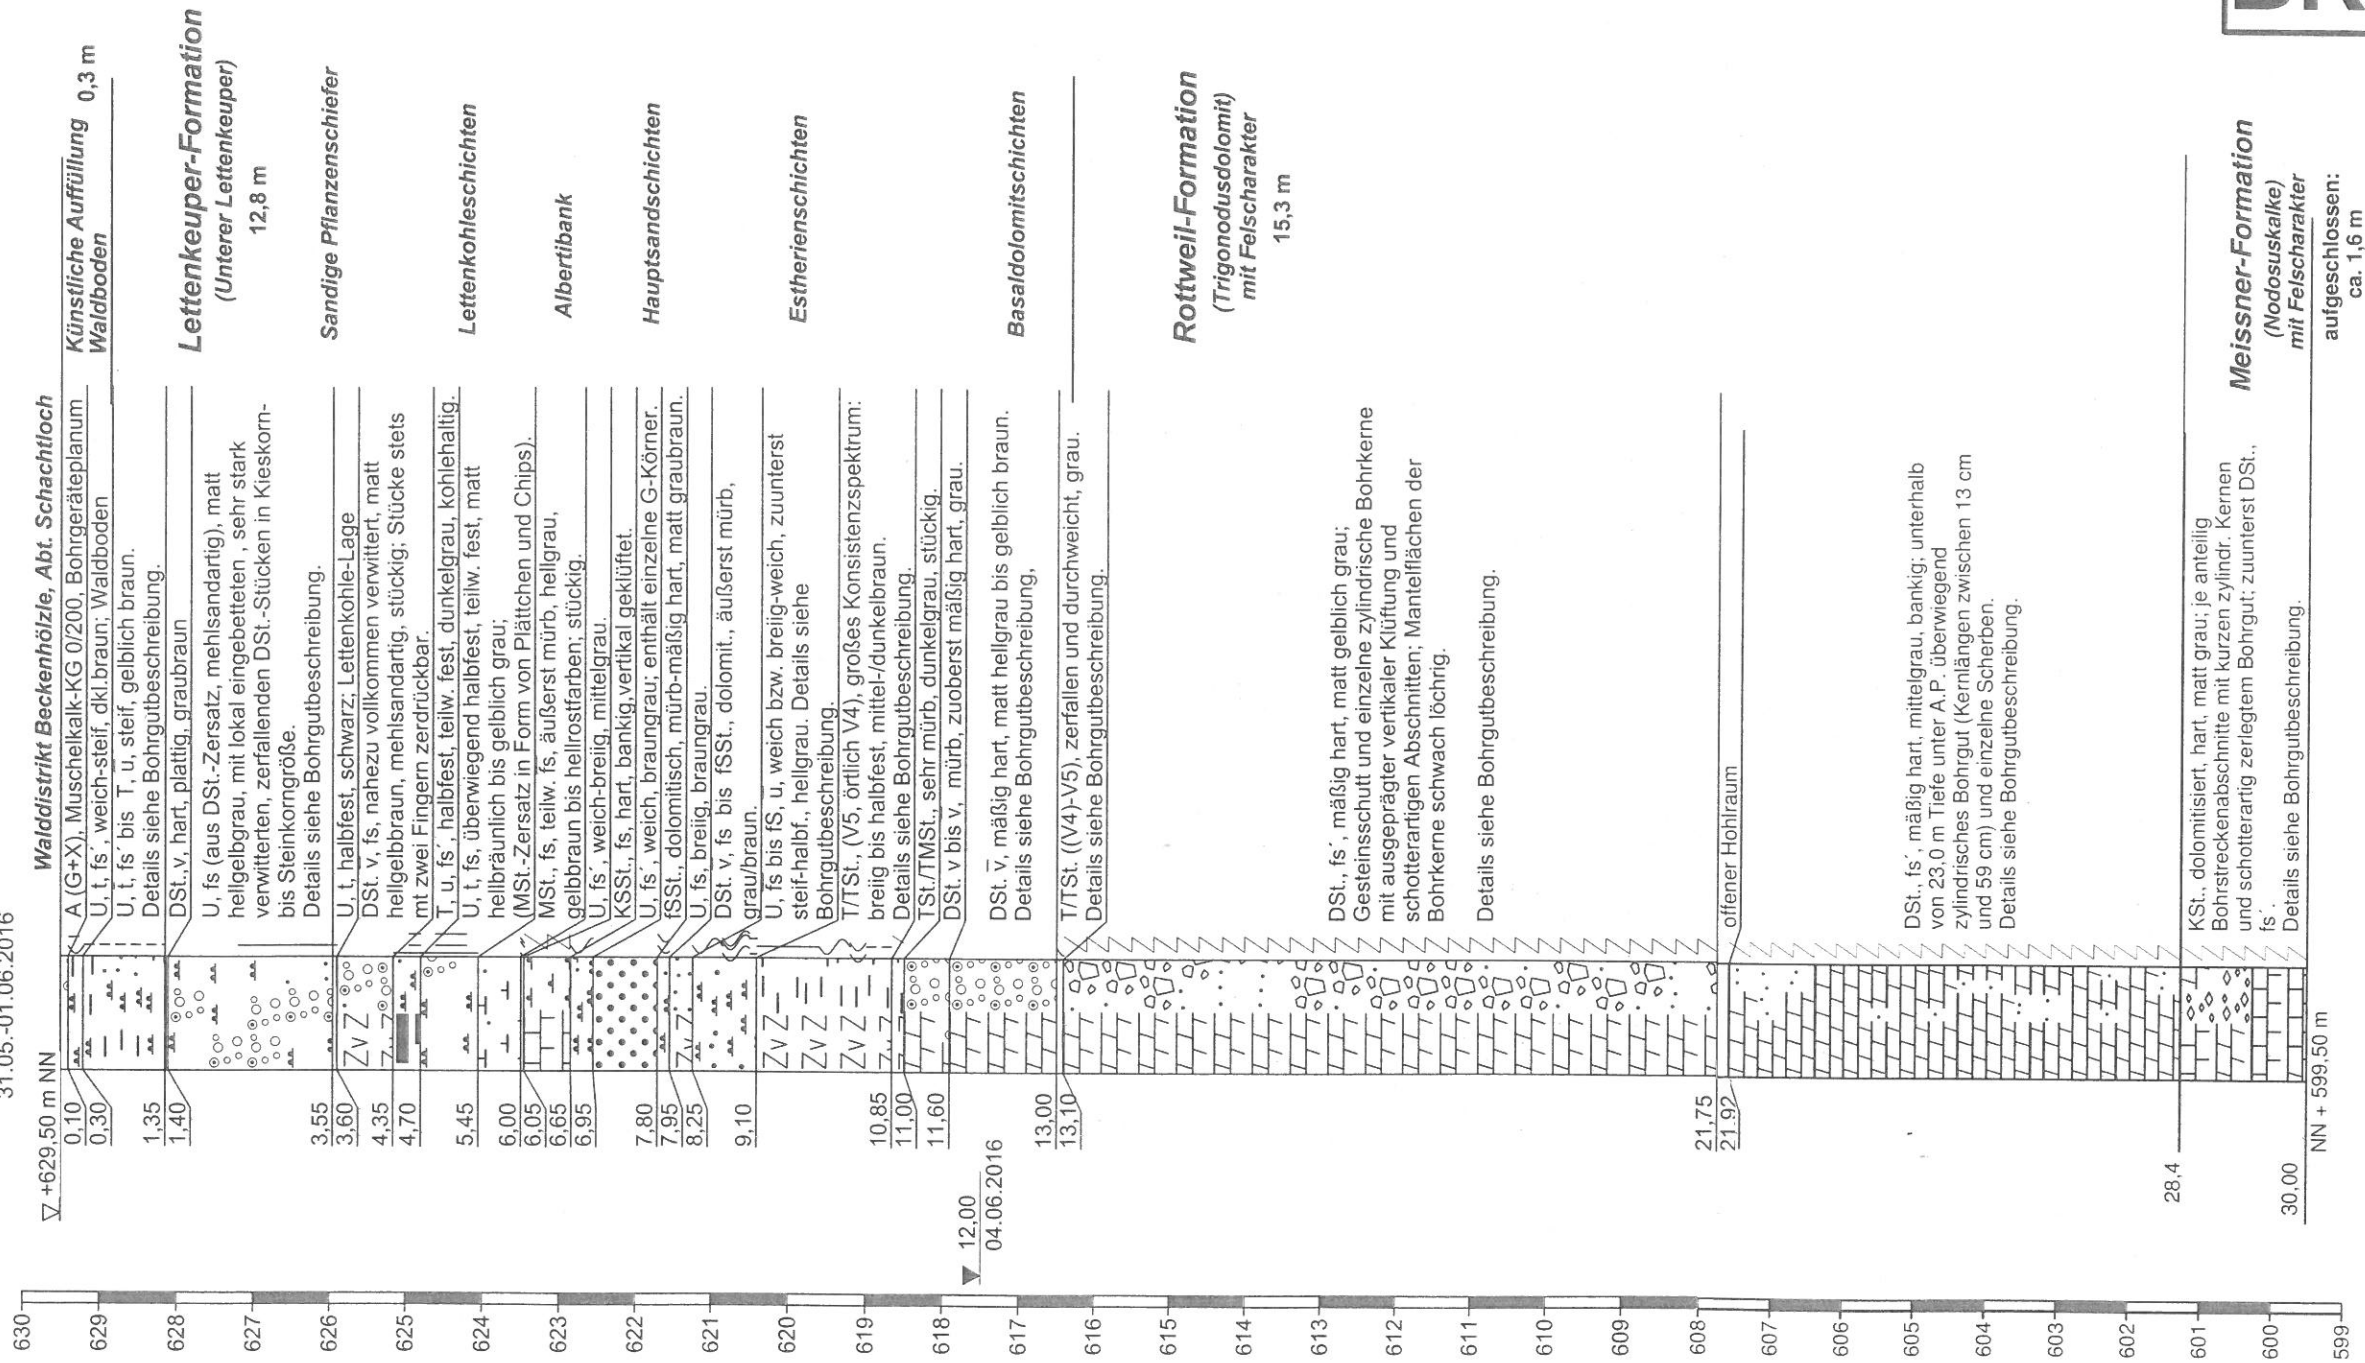 31.05.-01.06.2016
Walddistrikt Beckenhölzle, Abt. Schachtloch
▽ +629,50 m NN
0,10
A (G+X), Muschelkalk-KG 0/200, Bohrgeräteplanum
Künstliche Auffüllung 0,3 m
0,30
U, t, fs´, weich-steif, dkl.braun; Waldboden
Waldboden
U, t, fs´ bis T, u, steif, gelblich braun.
1,35
Details siehe Bohrgutbeschreibung.
1,40
DSt., v, hart, plattig, graubraun
Lettenkeuper-Formation
(Unterer Lettenkeuper)
12,8 m
U, fs (aus DSt.-Zersatz, mehlsandartig), matt
hellgelbgrau, mit lokal eingebetteten , sehr stark
verwitterten, zerfallenden DSt.-Stücken in Kieskorn-
bis Steinkorngröße.
3,55
Details siehe Bohrgutbeschreibung.
Sandige Pflanzenschiefer
3,60
U, t, halbfest, schwarz; Lettenkohle-Lage
DSt. v, fs, nahezu vollkommen verwittert, matt
4,35
hellgelbbraun, mehlsandartig, stückig; Stücke stets
mt zwei Fingern zerdrückbar.
4,70
T, u, fs´, halbfest, teilw. fest, dunkelgrau, kohlehaltig.
5,45
U, t, fs, überwiegend halbfest, teilw. fest, matt
hellbräunlich bis gelblich grau;
Lettenkohleschichten
6,00
(MSt.-Zersatz in Form von Plättchen und Chips).
6,05
MSt., fs, teilw. fs, äußerst mürb, hellgrau,
6,65
gelbbraun bis hellrostfarben; stückig.
Albertibank
6,95
U, fs´, weich-breiig, mittelgrau.
KSSt., fs, hart, bankig,vertikal geklüftet.
7,80
U, fs´, weich, braungrau; enthält einzelne G-Körner.
Hauptsandschichten
7,95
fSSt., dolomitisch, mürb-mäßig hart, matt graubraun.
8,25
U, fs, breiig, braungrau.
DSt. v, fs bis fSSt., dolomit., äußerst mürb,
9,10
grau/braun.
U, fs bis fS, u, weich bzw. breiig-weich, zuunterst
steif-halbf., hellgrau. Details siehe
Bohrgutbeschreibung.
Estherienschichten
T/TSt., (V5, örtlich V4), großes Konsistenzspektrum:
10,85
breiig bis halbfest, mittel-/dunkelbraun.
11,00
Details siehe Bohrgutbeschreibung.
11,60
TSt./TMSt., sehr mürb, dunkelgrau, stückig.
DSt. v bis v, mürb, zuoberst mäßig hart, grau.
▼ 12,00
04.06.2016
DSt. v̅, mäßig hart, matt hellgrau bis gelblich braun.
Details siehe Bohrgutbeschreibung,
Basaldolomitschichten
13,00
13,10
T/TSt. ((V4)-V5), zerfallen und durchweicht, grau.
Details siehe Bohrgutbeschreibung.
Rottweil-Formation
(Trigonodusdolomit)
mit Felscharakter
15,3 m
DSt., fs´, mäßig hart, matt gelblich grau;
Gesteinsschutt und einzelne zylindrische Bohrkerne
mit ausgeprägter vertikaler Klüftung und
schotterartigen Abschnitten; Mantelflächen der
Bohrkerne schwach löchrig.
Details siehe Bohrgutbeschreibung.
21,75
21.92
offener Hohlraum
DSt., fs´, mäßig hart, mittelgrau, bankig; unterhalb
von 23,0 m Tiefe unter A.P. überwiegend
zylindrisches Bohrgut (Kernlängen zwischen 13 cm
und 59 cm) und einzelne Scherben.
Details siehe Bohrgutbeschreibung.
28,4
KSt., dolomitisiert, hart, matt grau; je anteilig
Bohrstreckenabschnitte mit kurzen zylindr. Kernen
und schotterartig zerlegtem Bohrgut; zuunterst DSt.,
fs´.
Details siehe Bohrgutbeschreibung.
Meissner-Formation
(Nodosuskalke)
mit Felscharakter
aufgeschlossen:
ca. 1,6 m
30,00
NN + 599,50 m
630
629
628
627
626
625
624
623
622
621
620
619
618
617
616
615
614
613
612
611
610
609
608
607
606
605
604
603
602
601
600
599